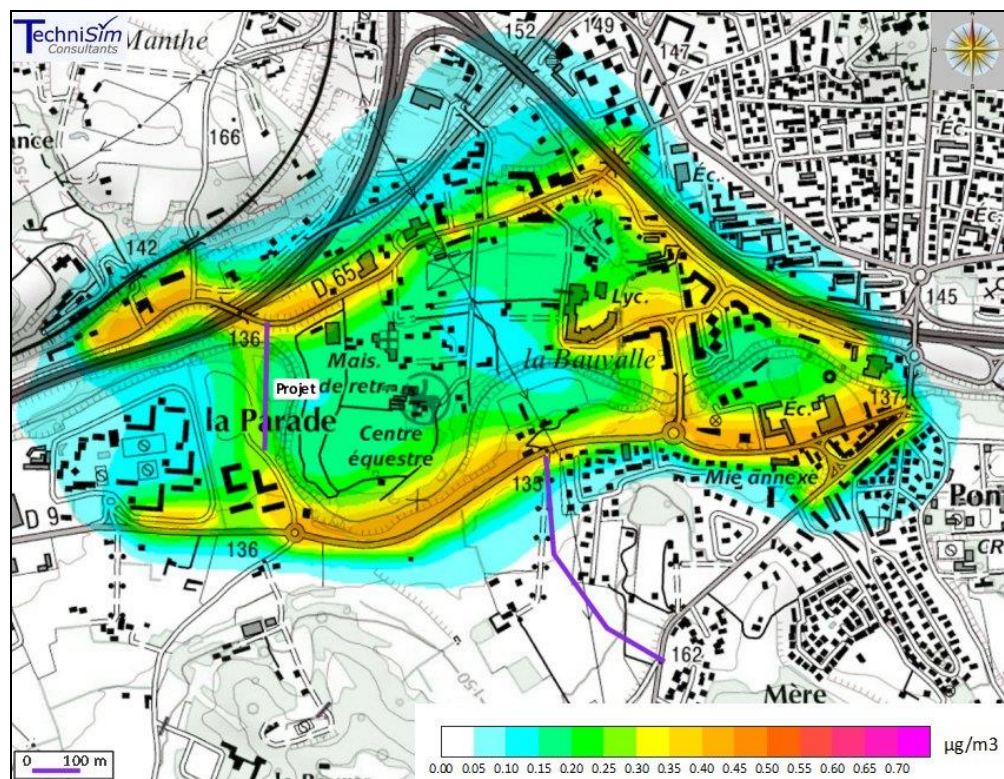 TechniSim
Consultants
Manthe
152
149
147
166
Éc.
ance
150
Éc.
142
D 65
Lyc.
145
136
Mais.
de retr.
Projet
la Bauvalle
la Parade
Centre
équestre
Éc.
137
135
Mie annexe
D 9
136
Pon
CR
162
150
Mère
µg/m3
0 100 m
0.00 0.05 0.10 0.15 0.20 0.25 0.30 0.35 0.40 0.45 0.50 0.55 0.60 0.65 0.70